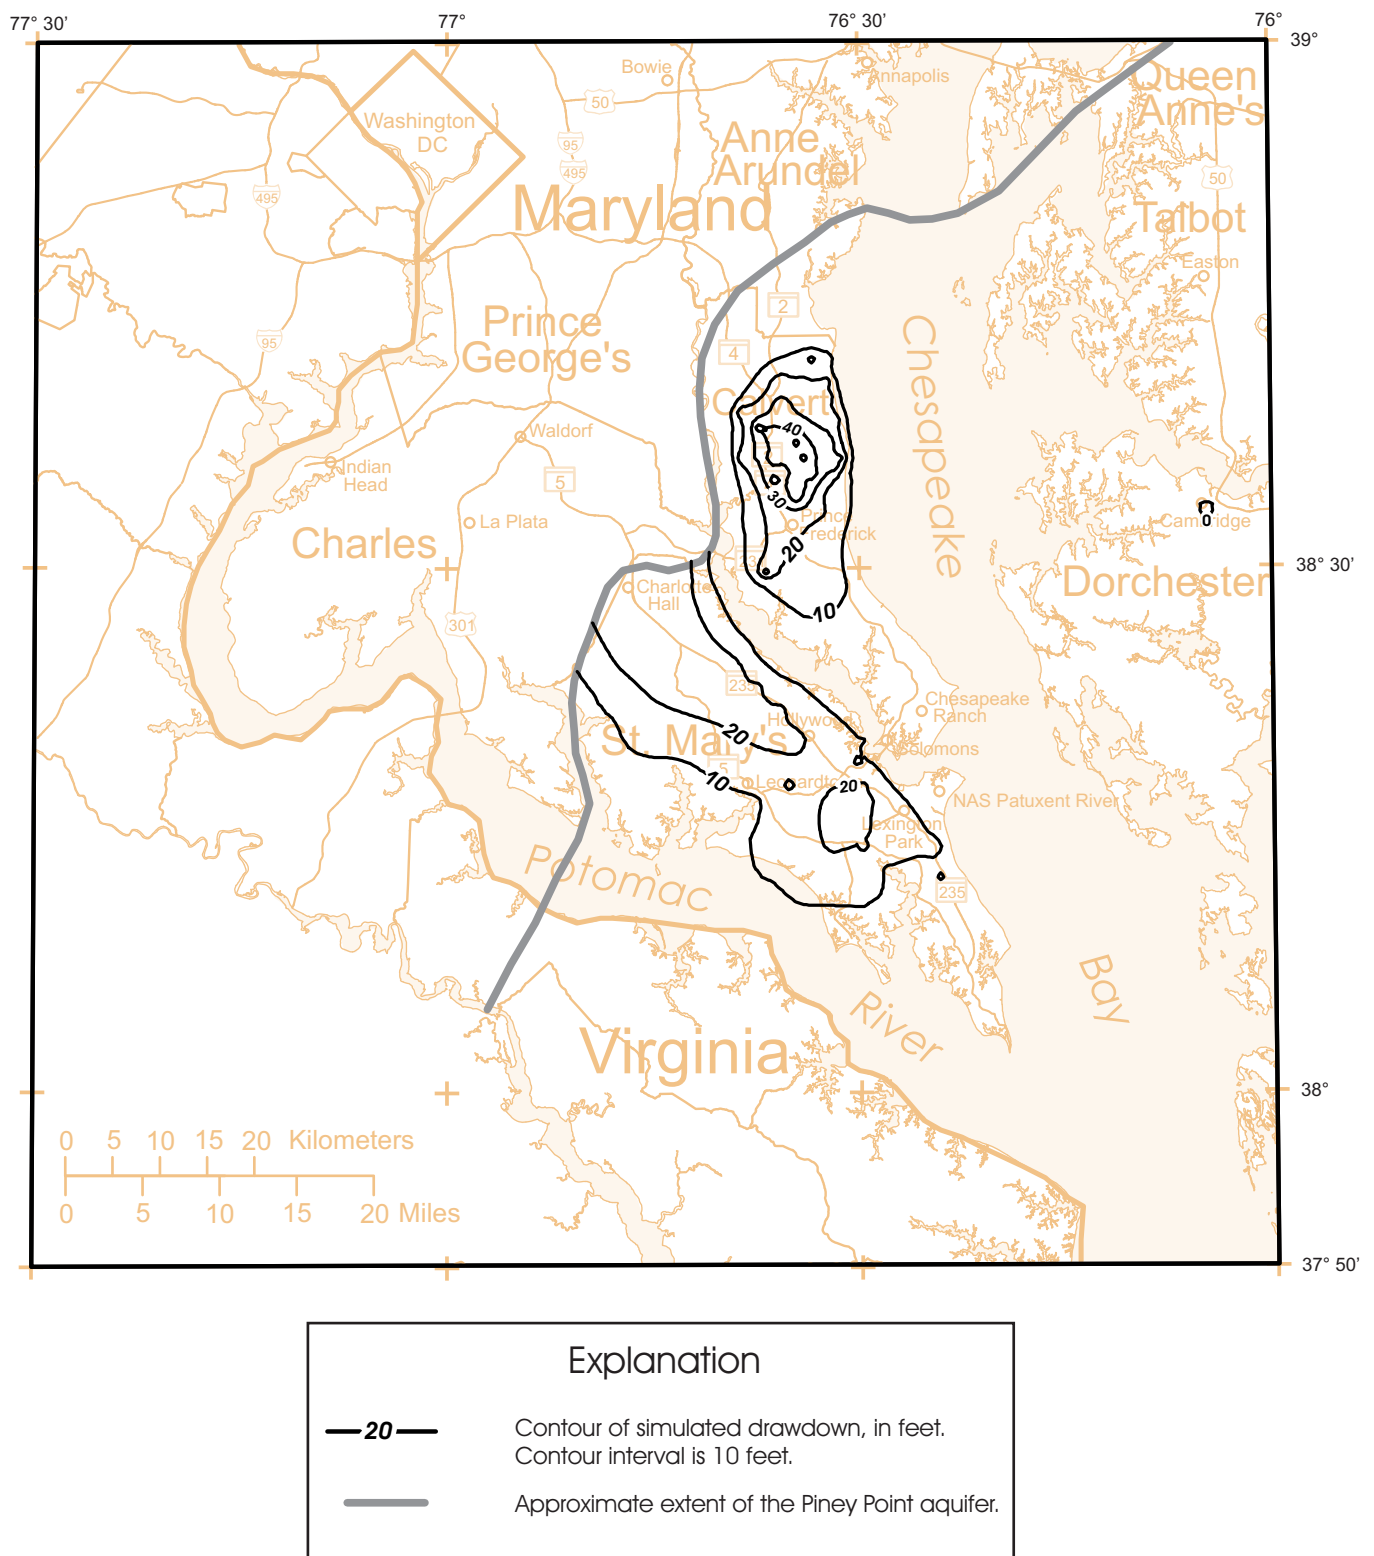 77° 30’
77°
76° 30’
76°
39°
Bowie
Annapolis
Queen
Anne's
50
Washington
DC
Anne
Arundel
95
495
495
50
Maryland
Talbot
Easton
2
Prince
George's
95
4
Chesapeake
Calvert
40
Waldorf
Indian
Head
5
30
La Plata
Prince
Frederick
Cambridge
0
Charles
20
38° 30’
Dorchester
Charlotte
Hall
10
301
235
Chesapeake
Ranch
Hollywood
20
St. Mary's
Solomons
5
10
Leonardtown
20
NAS Patuxent River
Lexington
Park
Potomac
235
Bay
River
Virginia
38°
0 5 10 15 20 Kilometers
0 5 10 15 20 Miles
37° 50’
Explanation
20
Contour of simulated drawdown, in feet.
Contour interval is 10 feet.
Approximate extent of the Piney Point aquifer.